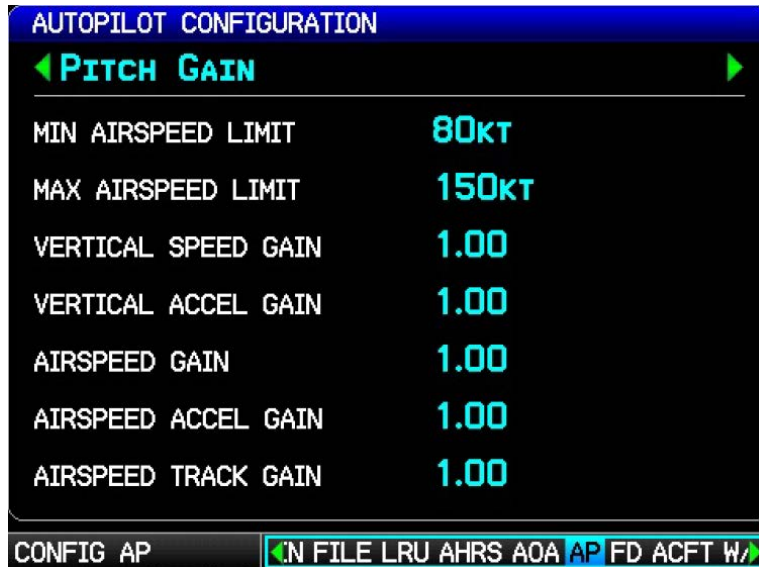 AUTOPILOT CONFIGURATION
PITCH GAIN
MIN AIRSPEED LIMIT 80KT
MAX AIRSPEED LIMIT 150KT
VERTICAL SPEED GAIN 1.00
VERTICAL ACCEL GAIN 1.00
AIRSPEED GAIN 1.00
AIRSPEED ACCEL GAIN 1.00
AIRSPEED TRACK GAIN 1.00
CONFIG AP FILE LRU AHRS AOA AP FD ACFT